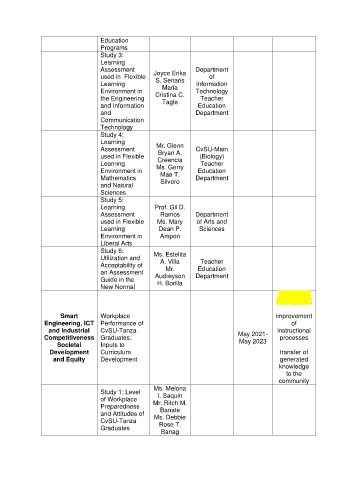 Education
Programs
Study 3:
Learning
Assessment
used in Flexible
Learning
Environment in
the Engineering
and Information
and
Communication
Technology
Joyce Erika
S. Senaris
Maria
Cristina C.
Tagle
Department
of
Information
Technology
Teacher
Education
Department
Study 4:
Learning
Assessment
used in Flexible
Learning
Environment in
Mathematics
and Natural
Sciences
Mr. Glenn
Bryan A.
Creencia
Ms. Gerry
Mae T.
Silvero
CvSU-Main
(Biology)
Teacher
Education
Department
Study 5:
Learning
Assessment
used in Flexible
Learning
Environment in
Liberal Arts
Prof. Gil D.
Ramos
Ms. Mary
Dean P.
Ampon
Department
of Arts and
Sciences
Study 6:
Utilization and
Acceptability of
an Assessment
Guide in the
New Normal
Ms. Estelita
A. Villa
Mr.
Audreyson
H. Borilla
Teacher
Education
Department
Smart
Engineering, ICT
and Industrial
Competitiveness
Societal
Development
and Equity
Workplace
Performance of
CvSU-Tanza
Graduates:
Inputs to
Curriculum
Development
May 2021-
May 2023
improvement
of
instructional
processes
transfer of
generated
knowledge
to the
community
Study 1: Level
of Workplace
Preparedness
and Attitudes of
CvSU-Tanza
Graduates
Ms. Melona
I. Saquin
Mr. Ritch M.
Banate
Ms. Debbie
Rose T.
Banag